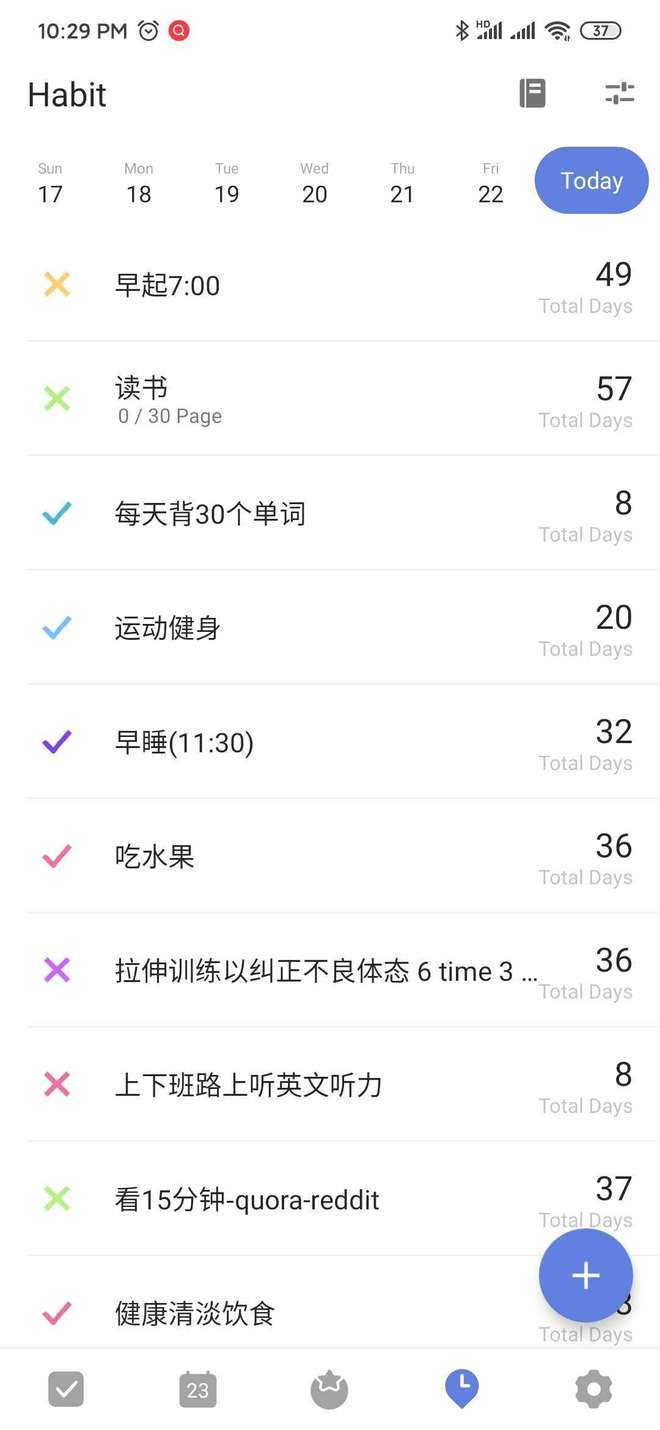 10:29 PM HD 37
Habit
Sun Mon Tue Wed Thu Fri
17 18 19 20 21 22 Today
早起7:00 49
Total Days
读书 57
0 / 30 Page Total Days
每天背30个单词 8
Total Days
运动健身 20
Total Days
早睡(11:30) 32
Total Days
吃水果 36
Total Days
拉伸训练以纠正不良体态 6 time 3 ... 36
Total Days
上下班路上听英文听力 8
Total Days
看15分钟-quora-reddit 37
Total Days
健康清淡饮食
Total Days
23